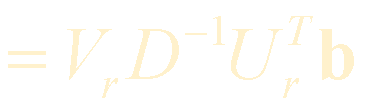 = V_r D^{-1} U_r^T b